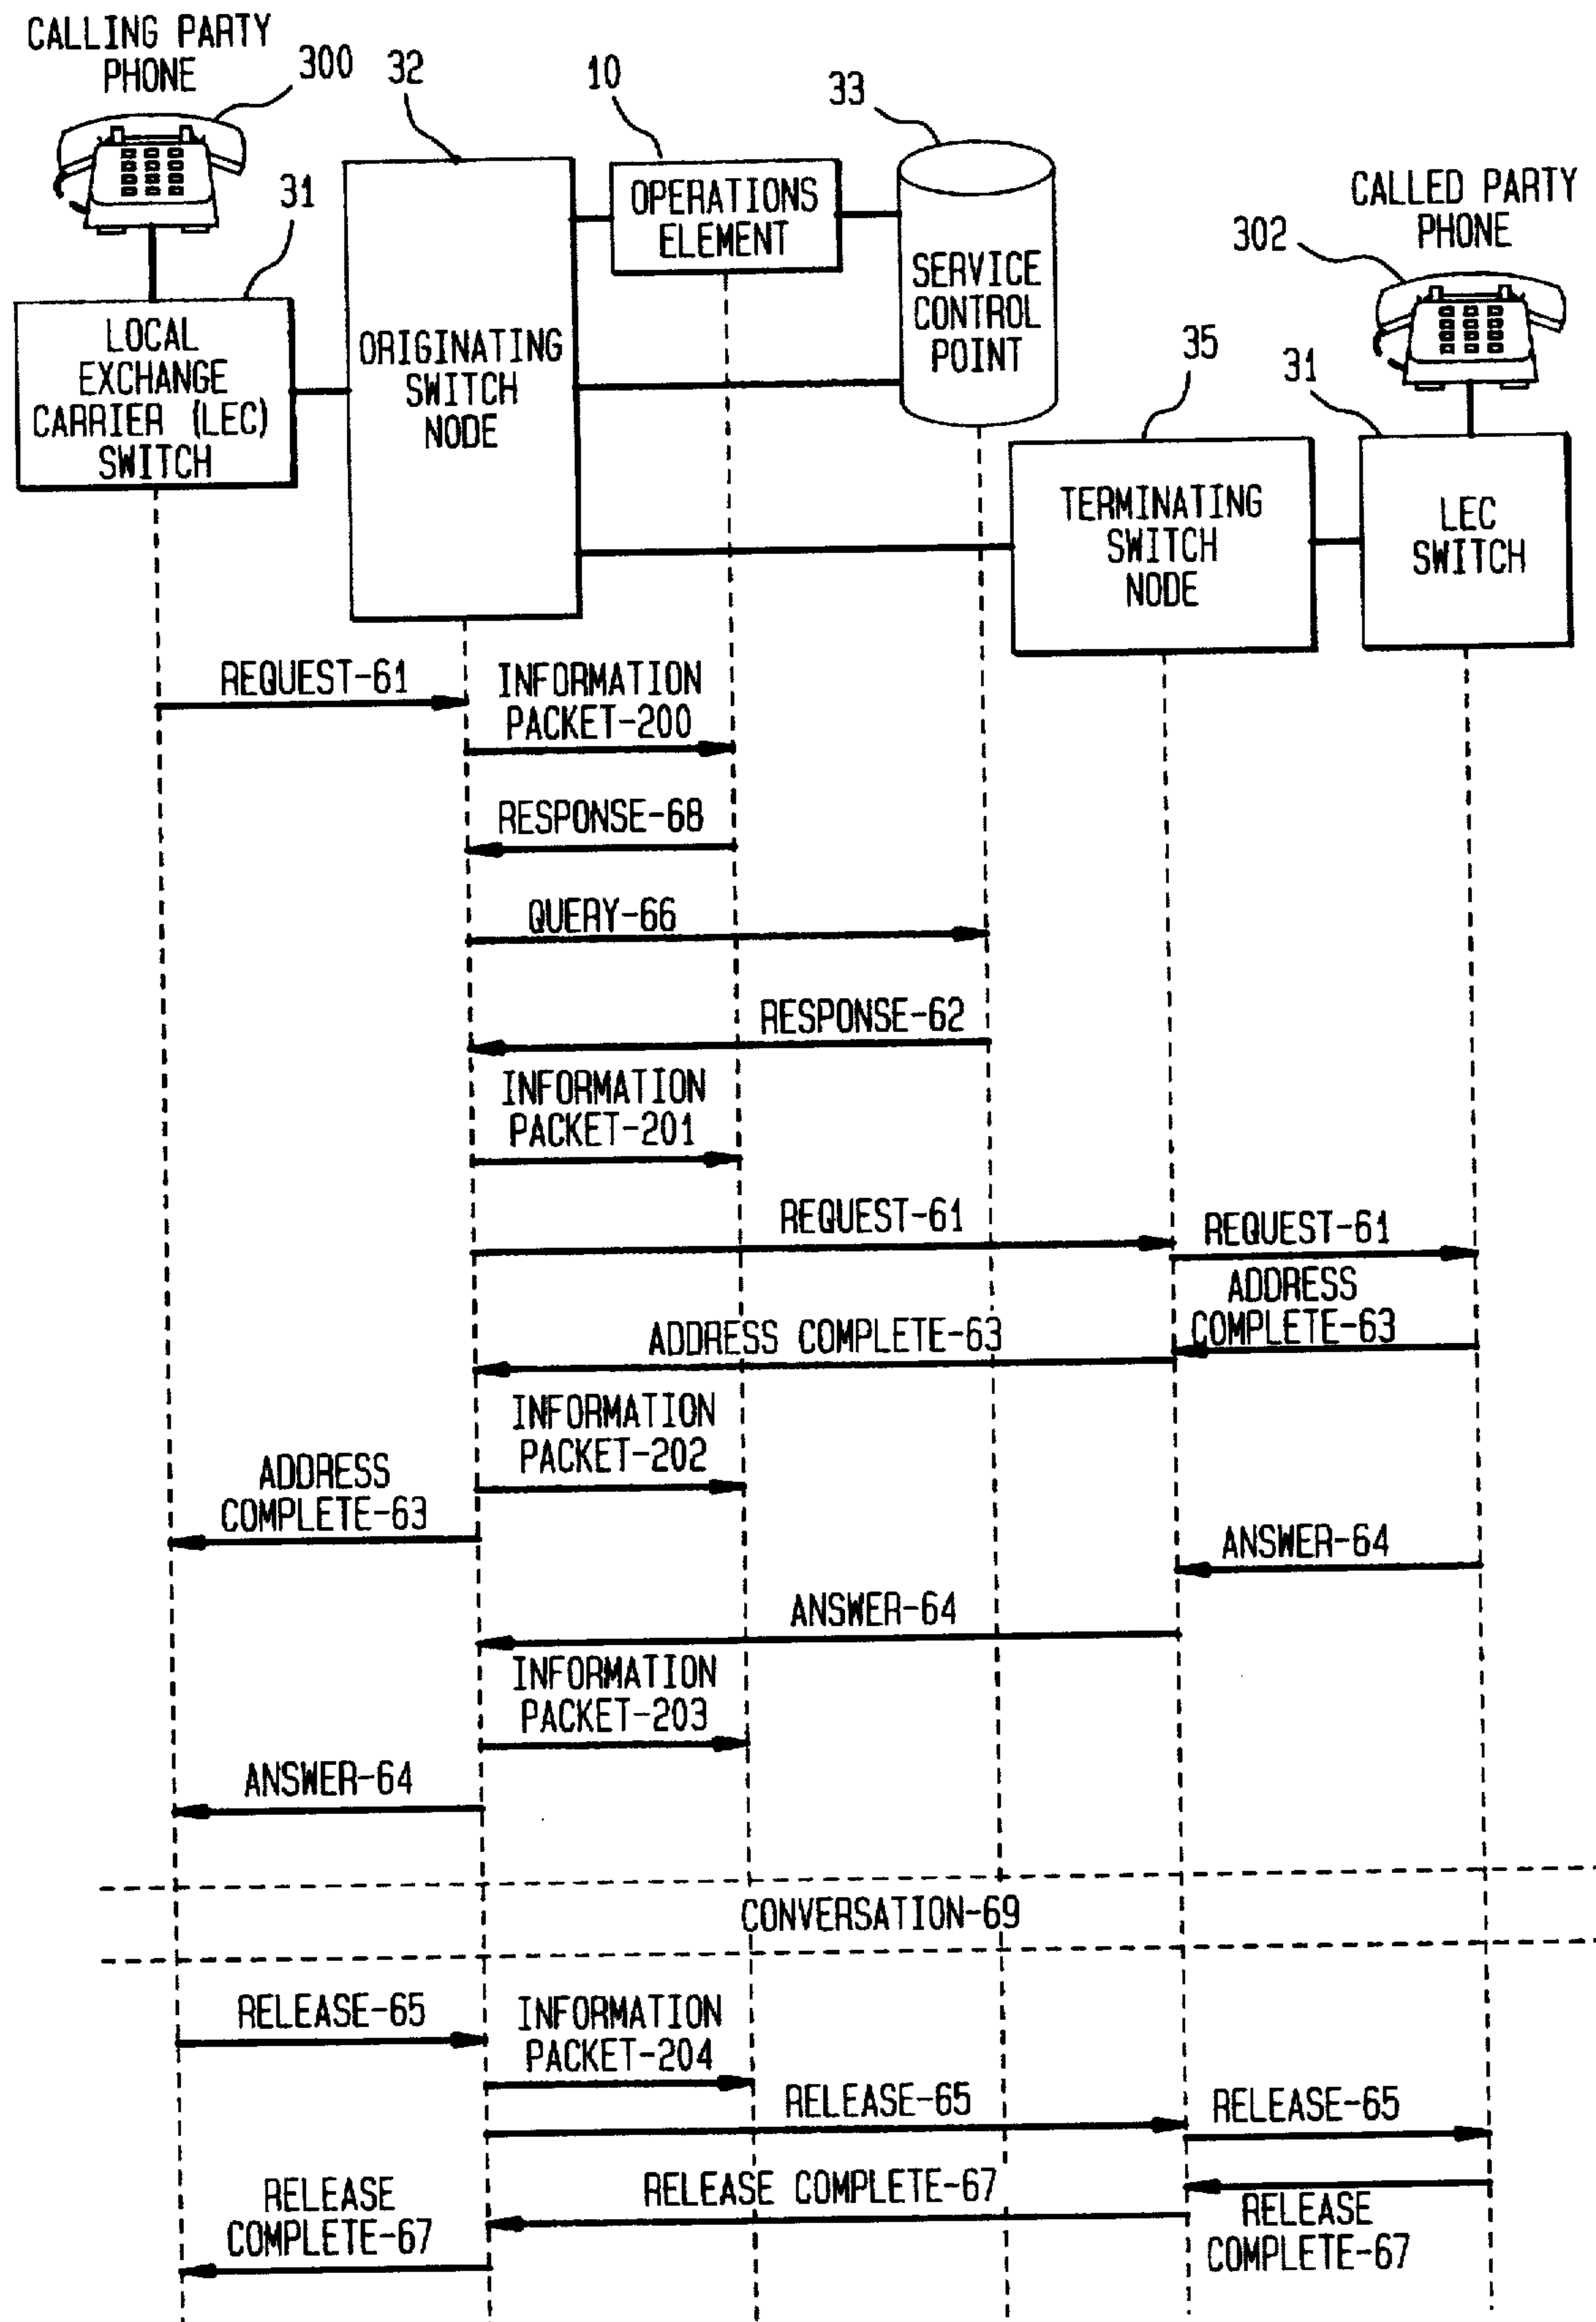 CALLING PARTY
PHONE
300
32
10
33
31
OPERATIONS
ELEMENT
CALLED PARTY
PHONE
302
LOCAL
EXCHANGE
CARRIER (LEC)
SWITCH
ORIGINATING
SWITCH
NODE
SERVICE
CONTROL
POINT
35
31
TERMINATING
SWITCH
NODE
LEC
SWITCH
REQUEST-61
INFORMATION
PACKET-200
RESPONSE-68
QUERY-66
RESPONSE-62
INFORMATION
PACKET-201
REQUEST-61
REQUEST-61
ADDRESS
COMPLETE-63
ADDRESS COMPLETE-63
INFORMATION
PACKET-202
ADDRESS
COMPLETE-63
ANSWER-64
ANSWER-64
INFORMATION
PACKET-203
ANSWER-64
CONVERSATION-69
RELEASE-65
INFORMATION
PACKET-204
RELEASE-65
RELEASE-65
RELEASE COMPLETE-67
RELEASE
COMPLETE-67
RELEASE
COMPLETE-67